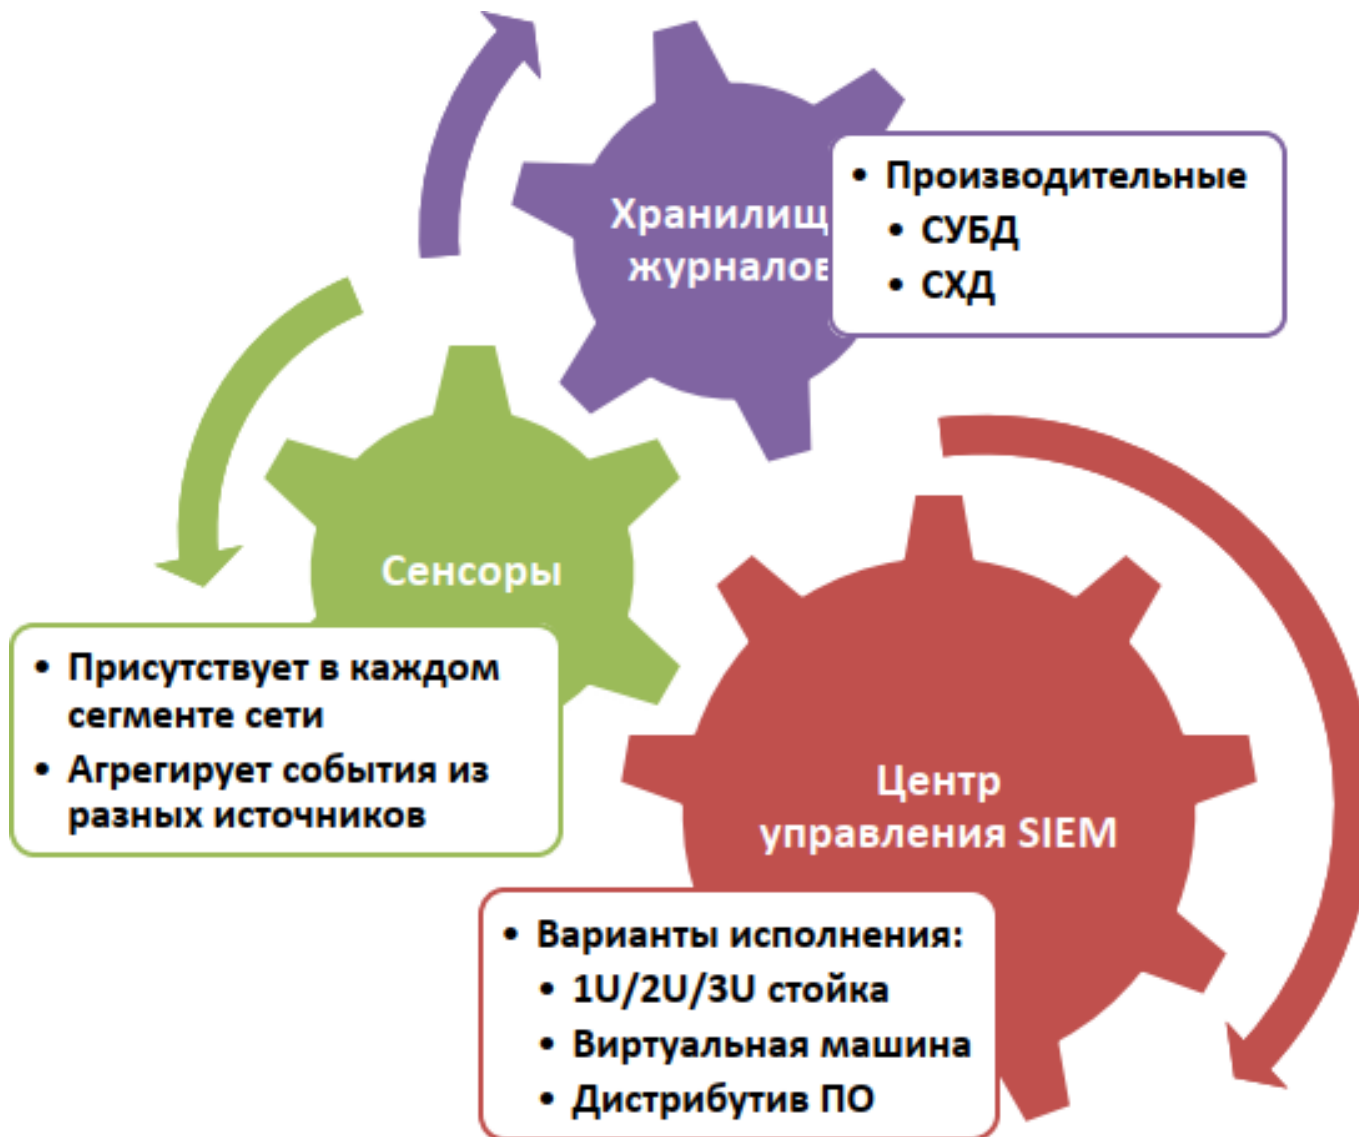 Хранилищ
журналов
• Производительные
• СУБД
• СХД
Сенсоры
• Присутствует в каждом
сегменте сети
• Агрегирует события из
разных источников
Центр
управления SIEM
• Варианты исполнения:
• 1U/2U/3U стойка
• Виртуальная машина
• Дистрибутив ПО